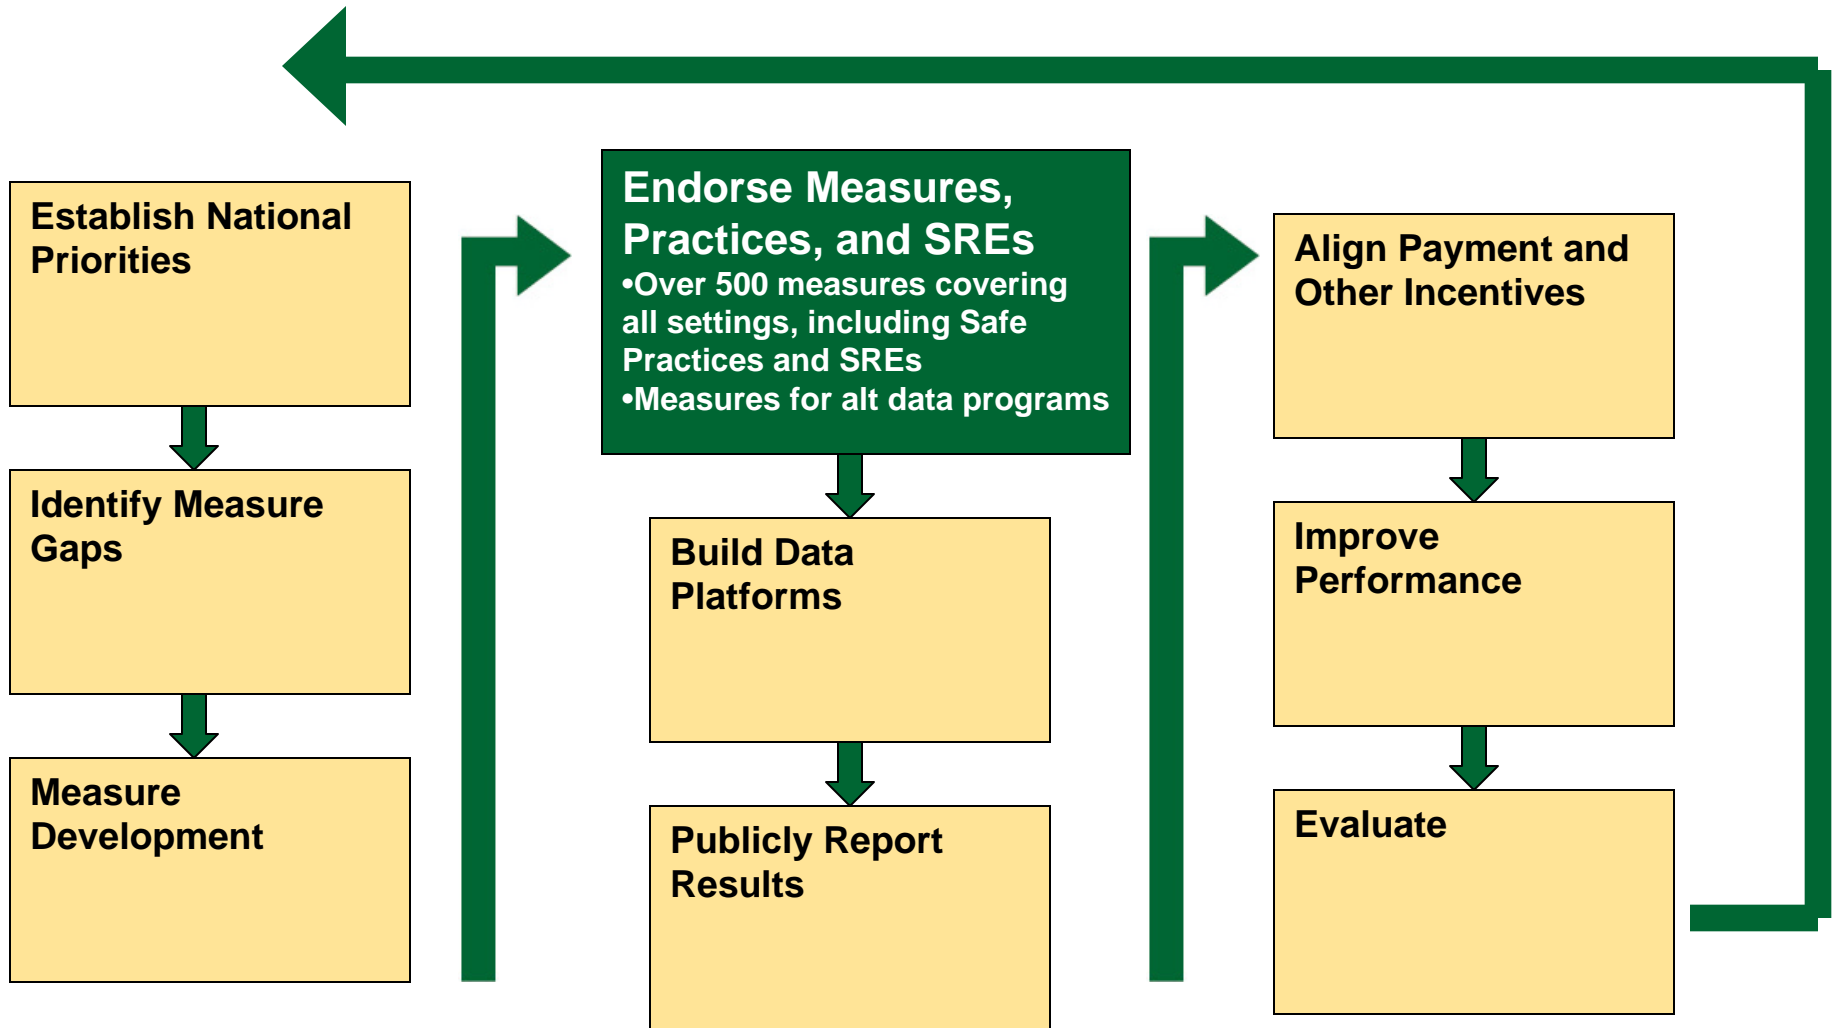 Establish National
Priorities
Identify Measure
Gaps
Measure
Development
Endorse Measures,
Practices, and SREs
•Over 500 measures covering
all settings, including Safe
Practices and SREs
•Measures for alt data programs
Build Data
Platforms
Publicly Report
Results
Align Payment and
Other Incentives
Improve
Performance
Evaluate